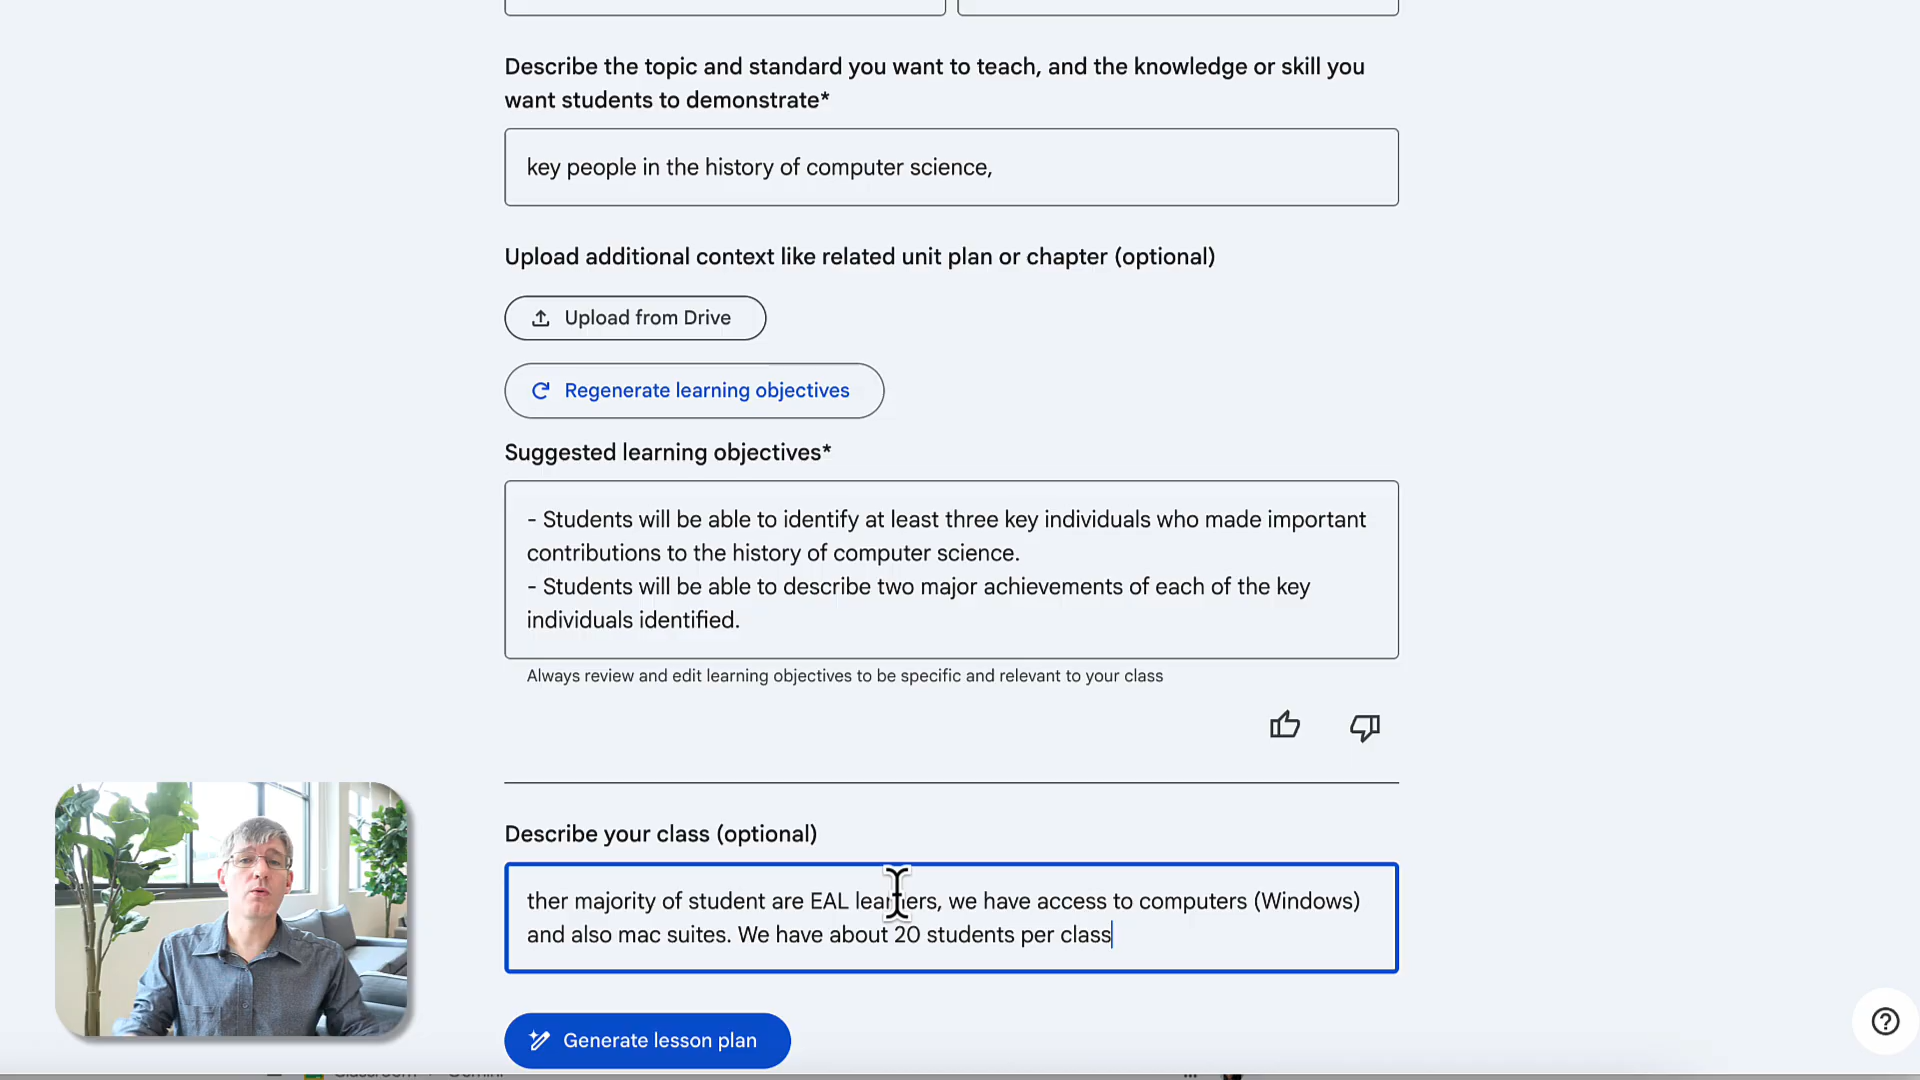 Describe the topic and standard you want to teach, and the knowledge or skill you
want students to demonstrate*
key people in the history of computer science,
Upload additional context like related unit plan or chapter (optional)
Upload from Drive
Regenerate learning objectives
Suggested learning objectives*
- Students will be able to identify at least three key individuals who made important
contributions to the history of computer science.
- Students will be able to describe two major achievements of each of the key
individuals identified.
Always review and edit learning objectives to be specific and relevant to your class
Describe your class (optional)
ther majority of student are EAL learners, we have access to computers (Windows)
and also mac suites. We have about 20 students per class
Generate lesson plan